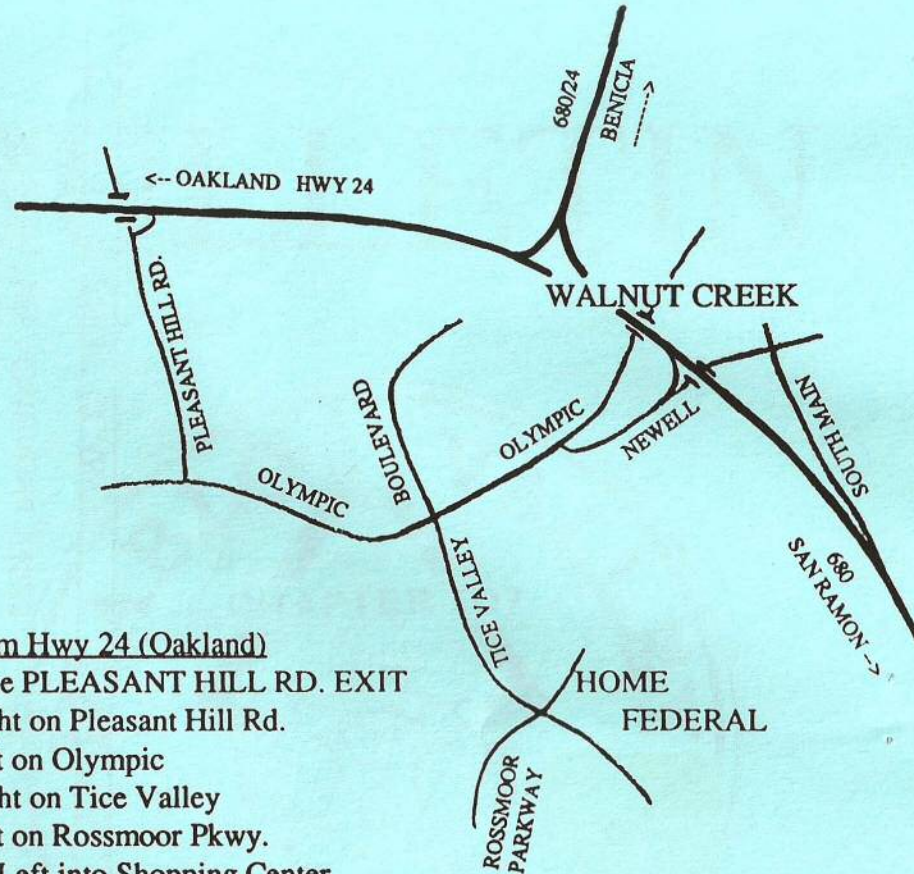 680/24
BENICIA
---------->
<-- OAKLAND HWY 24
PLEASANT HILL RD.
WALNUT CREEK
BOULEVARD
OLYMPIC
NEWELL
SOUTH MAIN
OLYMPIC
TICE VALLEY
680
SAN RAMON -->
Hwy 24 (Oakland)
PLEASANT HILL RD. EXIT
on Pleasant Hill Rd.
on Olympic
on Tice Valley
on Rossmoor Pkwy.
Left into Shopping Center
HOME
FEDERAL
ROSSMOOR
PARKWAY